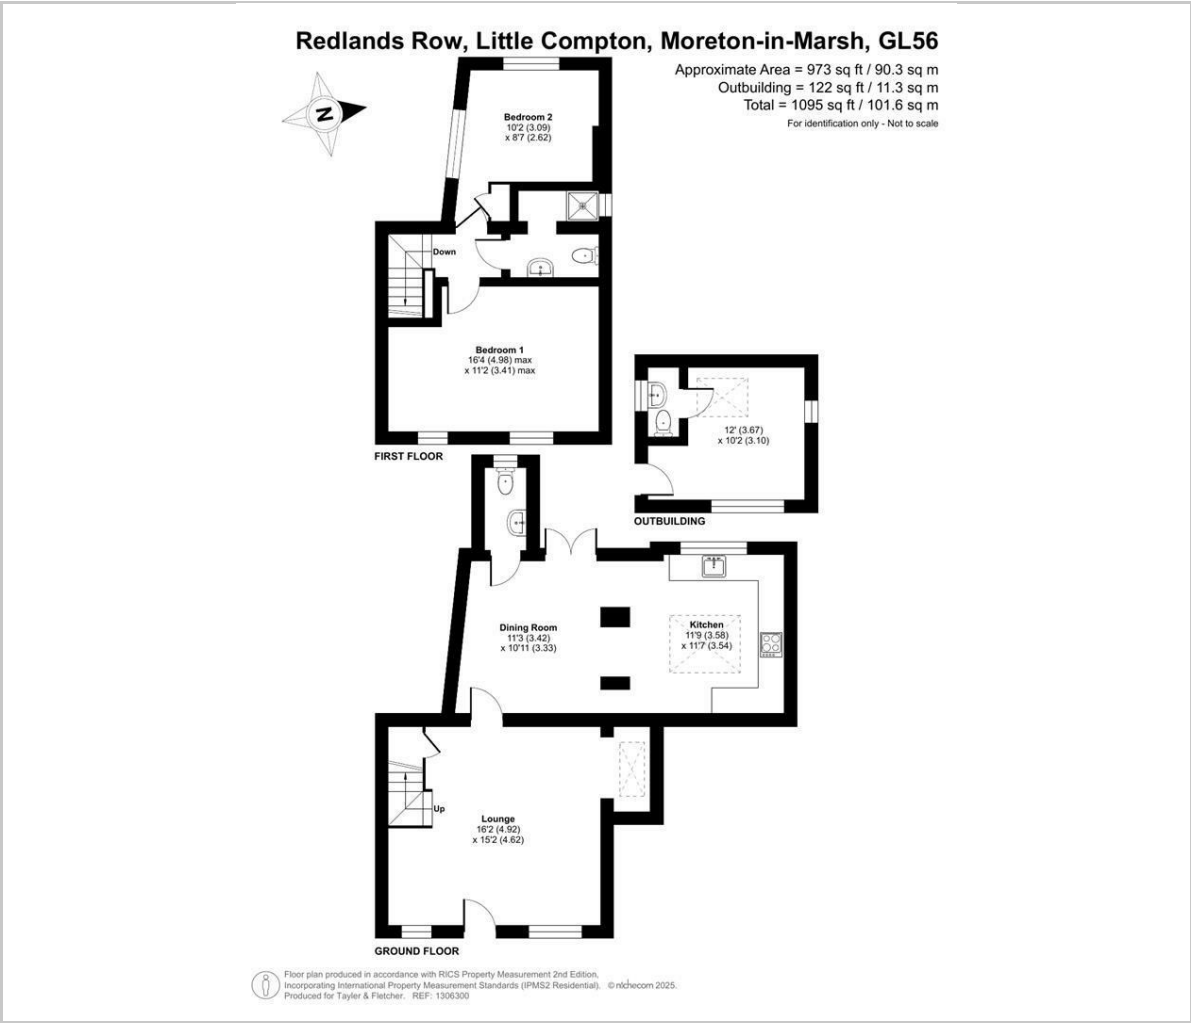 Redlands Row, Little Compton, Moreton-in-Marsh, GL56
Approximate Area = 973 sq ft / 90.3 sq m
Outbuilding = 122 sq ft / 11.3 sq m
Total = 1095 sq ft / 101.6 sq m
For identification only - Not to scale
N
Bedroom 2
10'2 (3.09)
x 8'7 (2.62)
Down
Bedroom 1
16'4 (4.98) max
x 11'2 (3.41) max
FIRST FLOOR
12' (3.67)
x 10'2 (3.10)
OUTBUILDING
Dining Room
11'3 (3.42)
x 10'11 (3.33)
Kitchen
11'9 (3.58)
x 11'7 (3.54)
Up
Lounge
16'2 (4.92)
x 15'2 (4.62)
GROUND FLOOR
Floor plan produced in accordance with RICS Property Measurement 2nd Edition,
Incorporating International Property Measurement Standards (IPMS2 Residential). © nichecom 2025.
Produced for Tayler & Fletcher. REF: 1306300